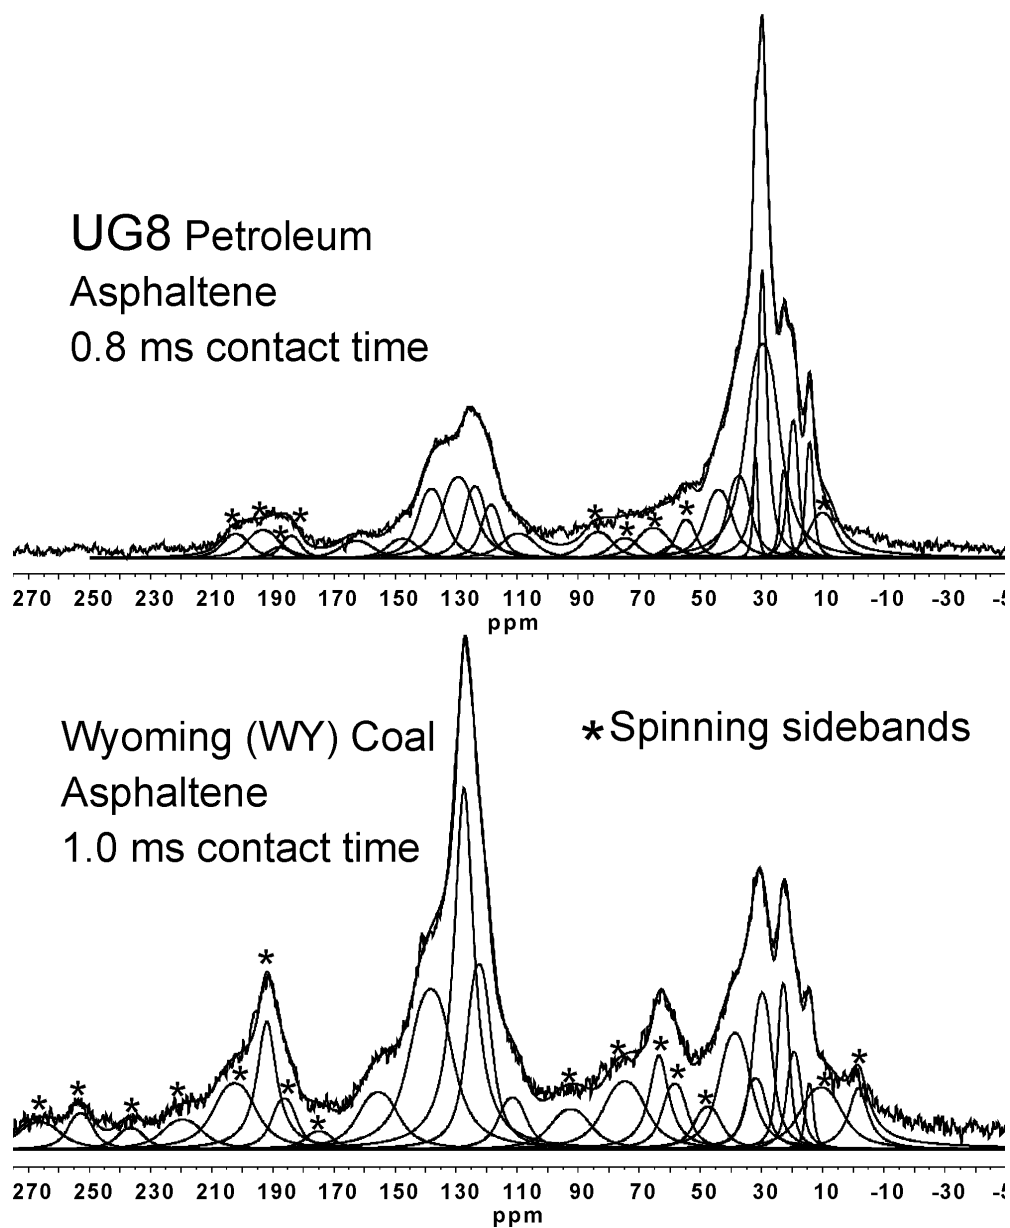 UG8 Petroleum
Asphaltene
0.8 ms contact time
* * * * * * * * * *
270 250 230 210 190 170 150 130 110 90 70 50 30 10 -10 -30 -5
ppm
Wyoming (WY) Coal
Asphaltene
1.0 ms contact time
*Spinning sidebands
* * * * * * * * * * * * * * *
270 250 230 210 190 170 150 130 110 90 70 50 30 10 -10 -30 -5
ppm